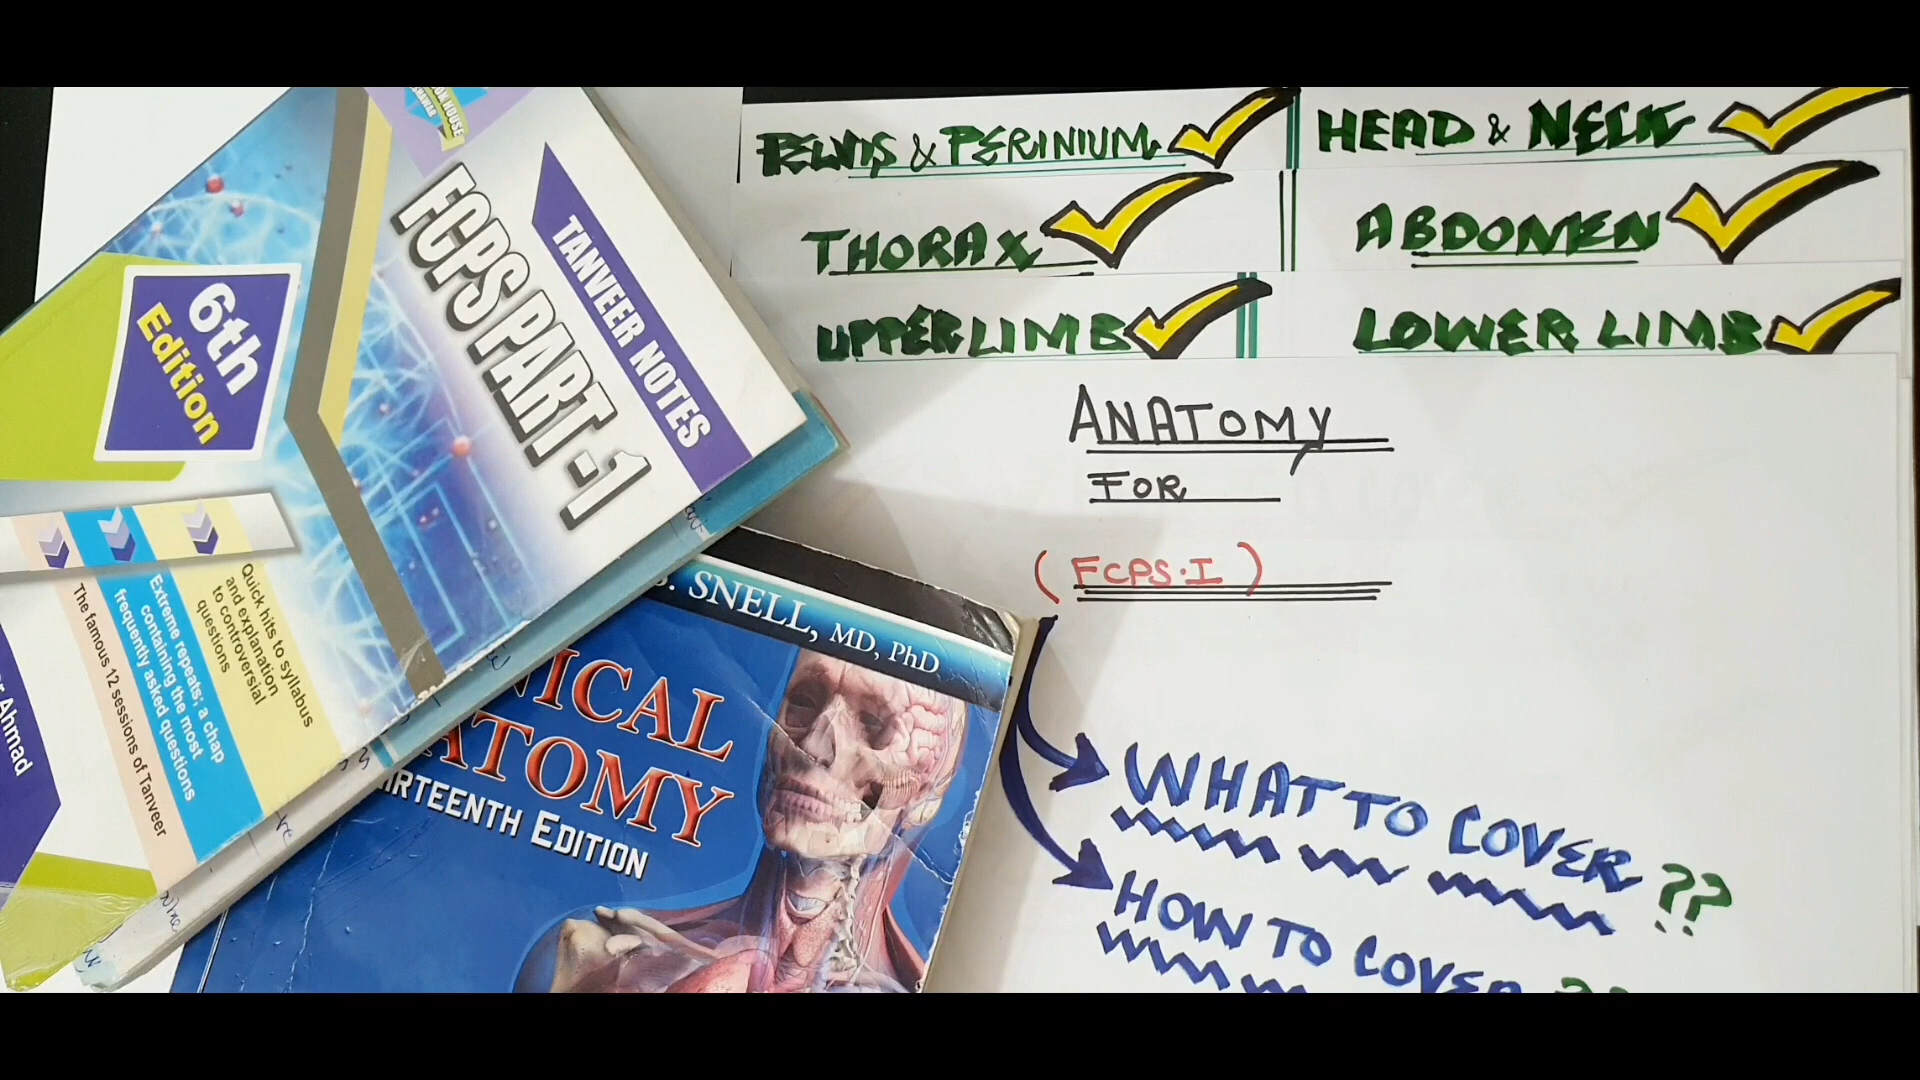 PELVIS & PERINIUM
HEAD & NECK
THORAX
ABDOMEN
UPPER LIMB
LOWER LIMB
ANATOMY
FOR
(FCPS·I)
WHAT TO COVER ??
HOW TO COVER ??
TANVEER NOTES
FCPS PART-1
6th
Edition
Quick hits to syllabus
and explanation
to controversial
questions
Extreme repeats; a chap
containing the most
frequently asked questions
The famous 12 sessions of Tanveer
Ahmad
SNELL, MD, PhD
NICAL
ATOMY
IRTEENTH EDITION